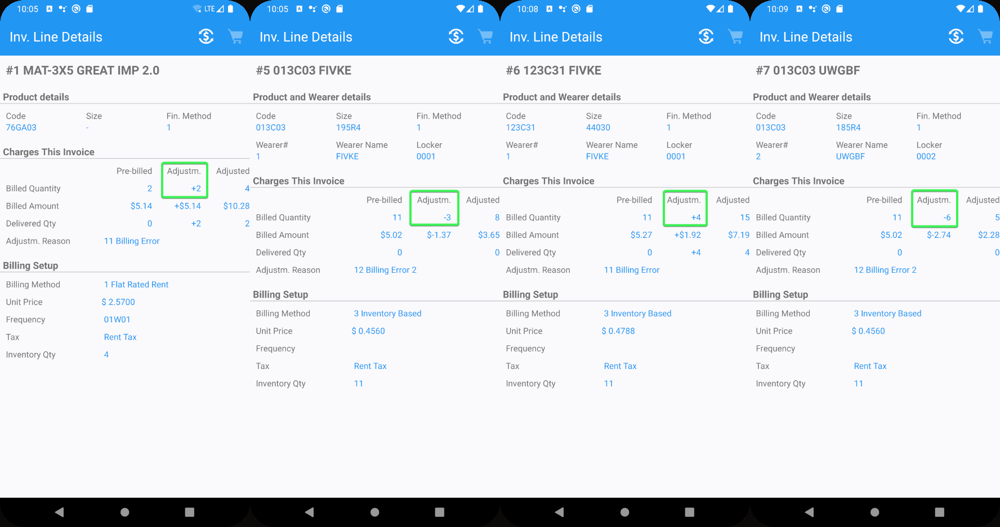 10:05 LTE
Inv. Line Details
#1 MAT-3X5 GREAT IMP 2.0
Product details
Code Size Fin. Method
76GA03 - 1
Charges This Invoice
Pre-billed Adjustm. Adjusted
Billed Quantity 2 +2 4
Billed Amount $5.14 +$5.14 $10.28
Delivered Qty 0 +2 2
Adjustm. Reason 11 Billing Error
Billing Setup
Billing Method 1 Flat Rated Rent
Unit Price $ 2.5700
Frequency 01W01
Tax Rent Tax
Inventory Qty 4
10:05
Inv. Line Details
#5 013C03 FIVKE
Product and Wearer details
Code Size Fin. Method
013C03 195R4 1
Wearer# Wearer Name Locker
1 FIVKE 0001
Charges This Invoice
Pre-billed Adjustm. Adjusted
Billed Quantity 11 -3 8
Billed Amount $5.02 $-1.37 $3.65
Delivered Qty 0 0
Adjustm. Reason 12 Billing Error 2
Billing Setup
Billing Method 3 Inventory Based
Unit Price $ 0.4560
Frequency
Tax Rent Tax
Inventory Qty 11
10:08
Inv. Line Details
#6 123C31 FIVKE
Product and Wearer details
Code Size Fin. Method
123C31 44030 1
Wearer# Wearer Name Locker
1 FIVKE 0001
Charges This Invoice
Pre-billed Adjustm. Adjusted
Billed Quantity 11 +4 15
Billed Amount $5.27 +$1.92 $7.19
Delivered Qty 0 +4 4
Adjustm. Reason 11 Billing Error
Billing Setup
Billing Method 3 Inventory Based
Unit Price $ 0.4788
Frequency
Tax Rent Tax
Inventory Qty 11
10:09
Inv. Line Details
#7 013C03 UWGBF
Product and Wearer details
Code Size Fin. Method
013C03 185R4 1
Wearer# Wearer Name Locker
2 UWGBF 0002
Charges This Invoice
Pre-billed Adjustm. Adjusted
Billed Quantity 11 -6 5
Billed Amount $5.02 $-2.74 $2.28
Delivered Qty 0 0
Adjustm. Reason 12 Billing Error 2
Billing Setup
Billing Method 3 Inventory Based
Unit Price $ 0.4560
Frequency
Tax Rent Tax
Inventory Qty 11